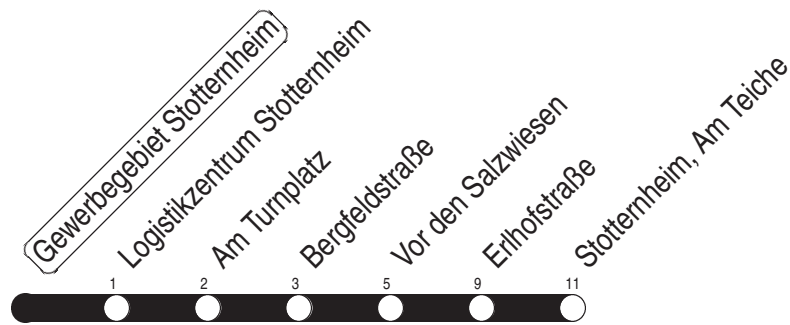 Gewerbegebiet Stotternheim
Logistikzentrum Stotternheim
Am Turnplatz
Bergfeldstraße
Vor den Salzwiesen
Erlhofstraße
Stotternheim, Am Teiche
1 2 3 5 9 11